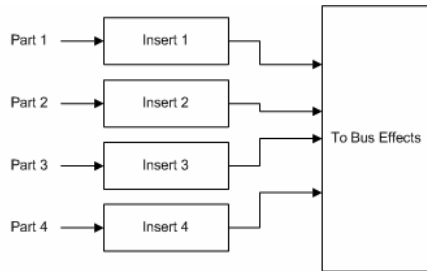 Part 1
Insert 1
Part 2
Insert 2
Part 3
Insert 3
Part 4
Insert 4
To Bus Effects